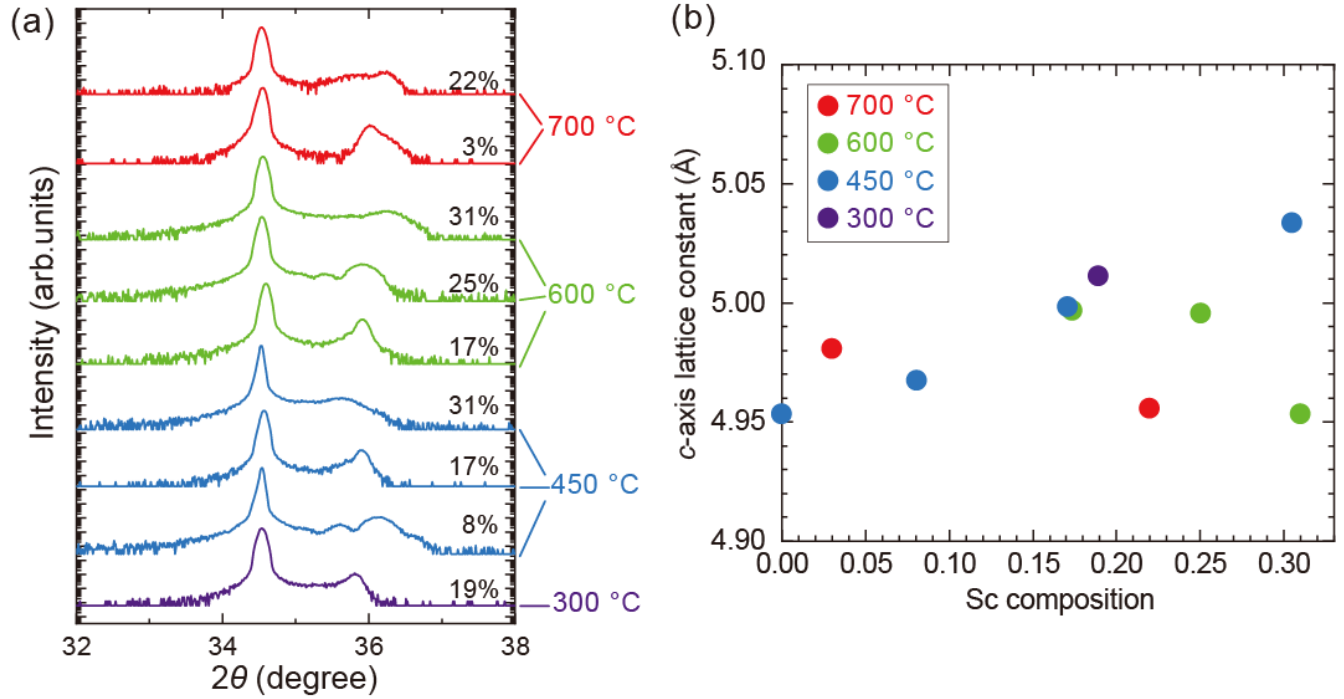 (a)
Intensity (arb.units)
22%
3%
700 °C
31%
25%
17%
600 °C
31%
17%
8%
450 °C
19%
300 °C
32 34 36 38
2θ (degree)
(b)
c-axis lattice constant (Å)
5.10
5.05
5.00
4.95
4.90
700 °C
600 °C
450 °C
300 °C
0.00 0.05 0.10 0.15 0.20 0.25 0.30
Sc composition